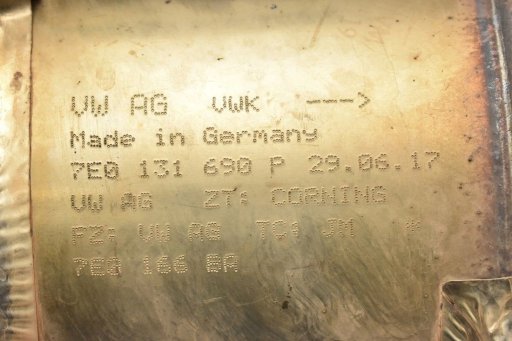 VW AG VWK --->
Made in Germany
7E0 131 690 P 29.06.17
VW AG ZT: CORNING
PZ: VW AG TC: JM
7E0 166 BA